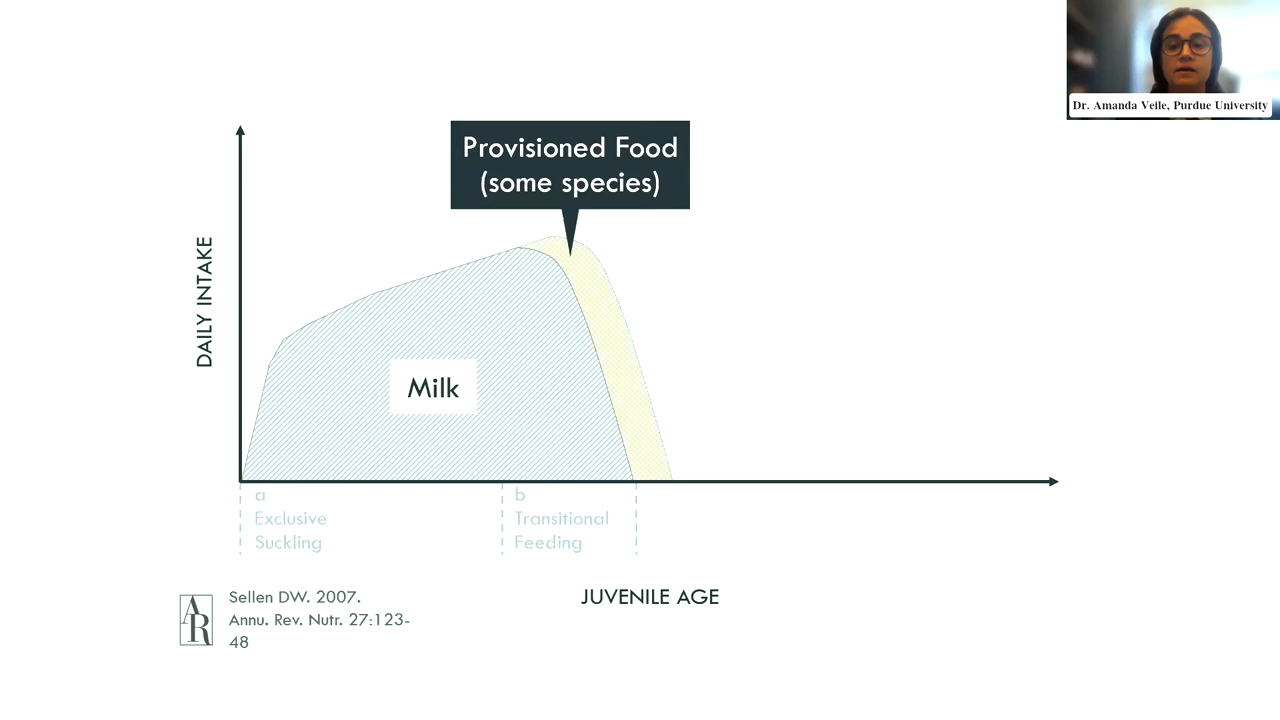 Dr. Amanda Veile, Purdue University
Provisioned Food
(some species)
DAILY INTAKE
Milk
a
Exclusive
Suckling
b
Transitional
Feeding
JUVENILE AGE
AR
Sellen DW. 2007.
Annu. Rev. Nutr. 27:123-
48